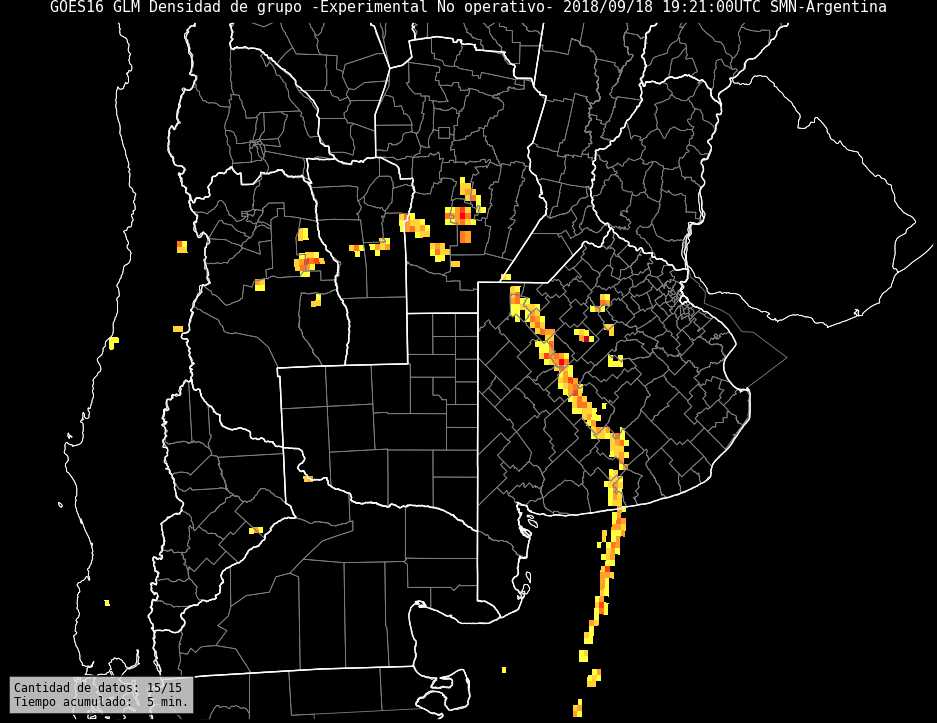 GOES16 GLM Densidad de grupo -Experimental No operativo- 2018/09/18 19:21:00UTC SMN-Argentina
Cantidad de datos: 15/15
Tiempo acumulado:  5 min.